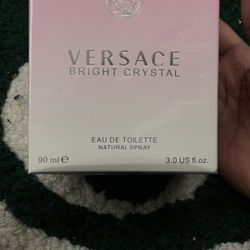 VERSACE
BRIGHT CRYSTAL
EAU DE TOILETTE
NATURAL SPRAY
90 ml ℮ 3.0 US fl.oz.